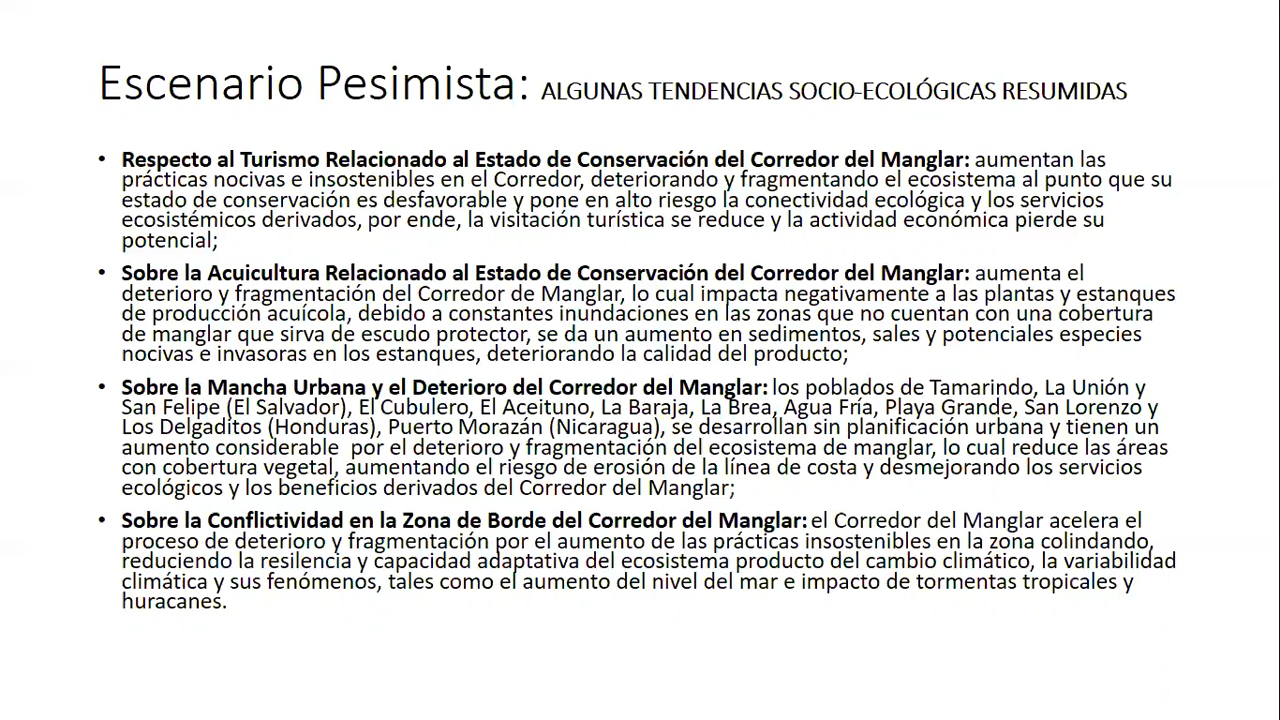 Escenario Pesimista: ALGUNAS TENDENCIAS SOCIO-ECOLÓGICAS RESUMIDAS
• Respecto al Turismo Relacionado al Estado de Conservación del Corredor del Manglar: aumentan las
prácticas nocivas e insostenibles en el Corredor, deteriorando y fragmentando el ecosistema al punto que su
estado de conservación es desfavorable y pone en alto riesgo la conectividad ecológica y los servicios
ecosistémicos derivados, por ende, la visitación turística se reduce y la actividad económica pierde su
potencial;
• Sobre la Acuicultura Relacionado al Estado de Conservación del Corredor del Manglar: aumenta el
deterioro y fragmentación del Corredor de Manglar, lo cual impacta negativamente a las plantas y estanques
de producción acuícola, debido a constantes inundaciones en las zonas que no cuentan con una cobertura
de manglar que sirva de escudo protector, se da un aumento en sedimentos, sales y potenciales especies
nocivas e invasoras en los estanques, deteriorando la calidad del producto;
• Sobre la Mancha Urbana y el Deterioro del Corredor del Manglar: los poblados de Tamarindo, La Unión y
San Felipe (El Salvador), El Cubulero, El Aceituno, La Baraja, La Brea, Agua Fría, Playa Grande, San Lorenzo y
Los Delgaditos (Honduras), Puerto Morazán (Nicaragua), se desarrollan sin planificación urbana y tienen un
aumento considerable  por el deterioro y fragmentación del ecosistema de manglar, lo cual reduce las áreas
con cobertura vegetal, aumentando el riesgo de erosión de la línea de costa y desmejorando los servicios
ecológicos y los beneficios derivados del Corredor del Manglar;
• Sobre la Conflictividad en la Zona de Borde del Corredor del Manglar: el Corredor del Manglar acelera el
proceso de deterioro y fragmentación por el aumento de las prácticas insostenibles en la zona colindando,
reduciendo la resilencia y capacidad adaptativa del ecosistema producto del cambio climático, la variabilidad
climática y sus fenómenos, tales como el aumento del nivel del mar e impacto de tormentas tropicales y
huracanes.